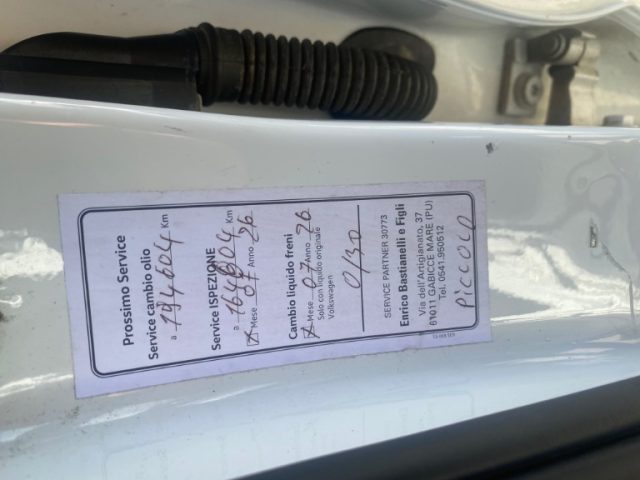 Prossimo Service
Service cambio olio
a 194604 Km
Service ISPEZIONE
a 164604 Km
Mese 07 Anno 26
Cambio liquido freni
Mese 07 Anno 26
Solo con liquido originale
Volkswagen
0/30
SERVICE PARTNER 30773
Enrico Bastianelli e Figli
Via dell'Artigianato, 37
61011 GABICCE MARE (PU)
Tel. 0541.950512
PICCOLO